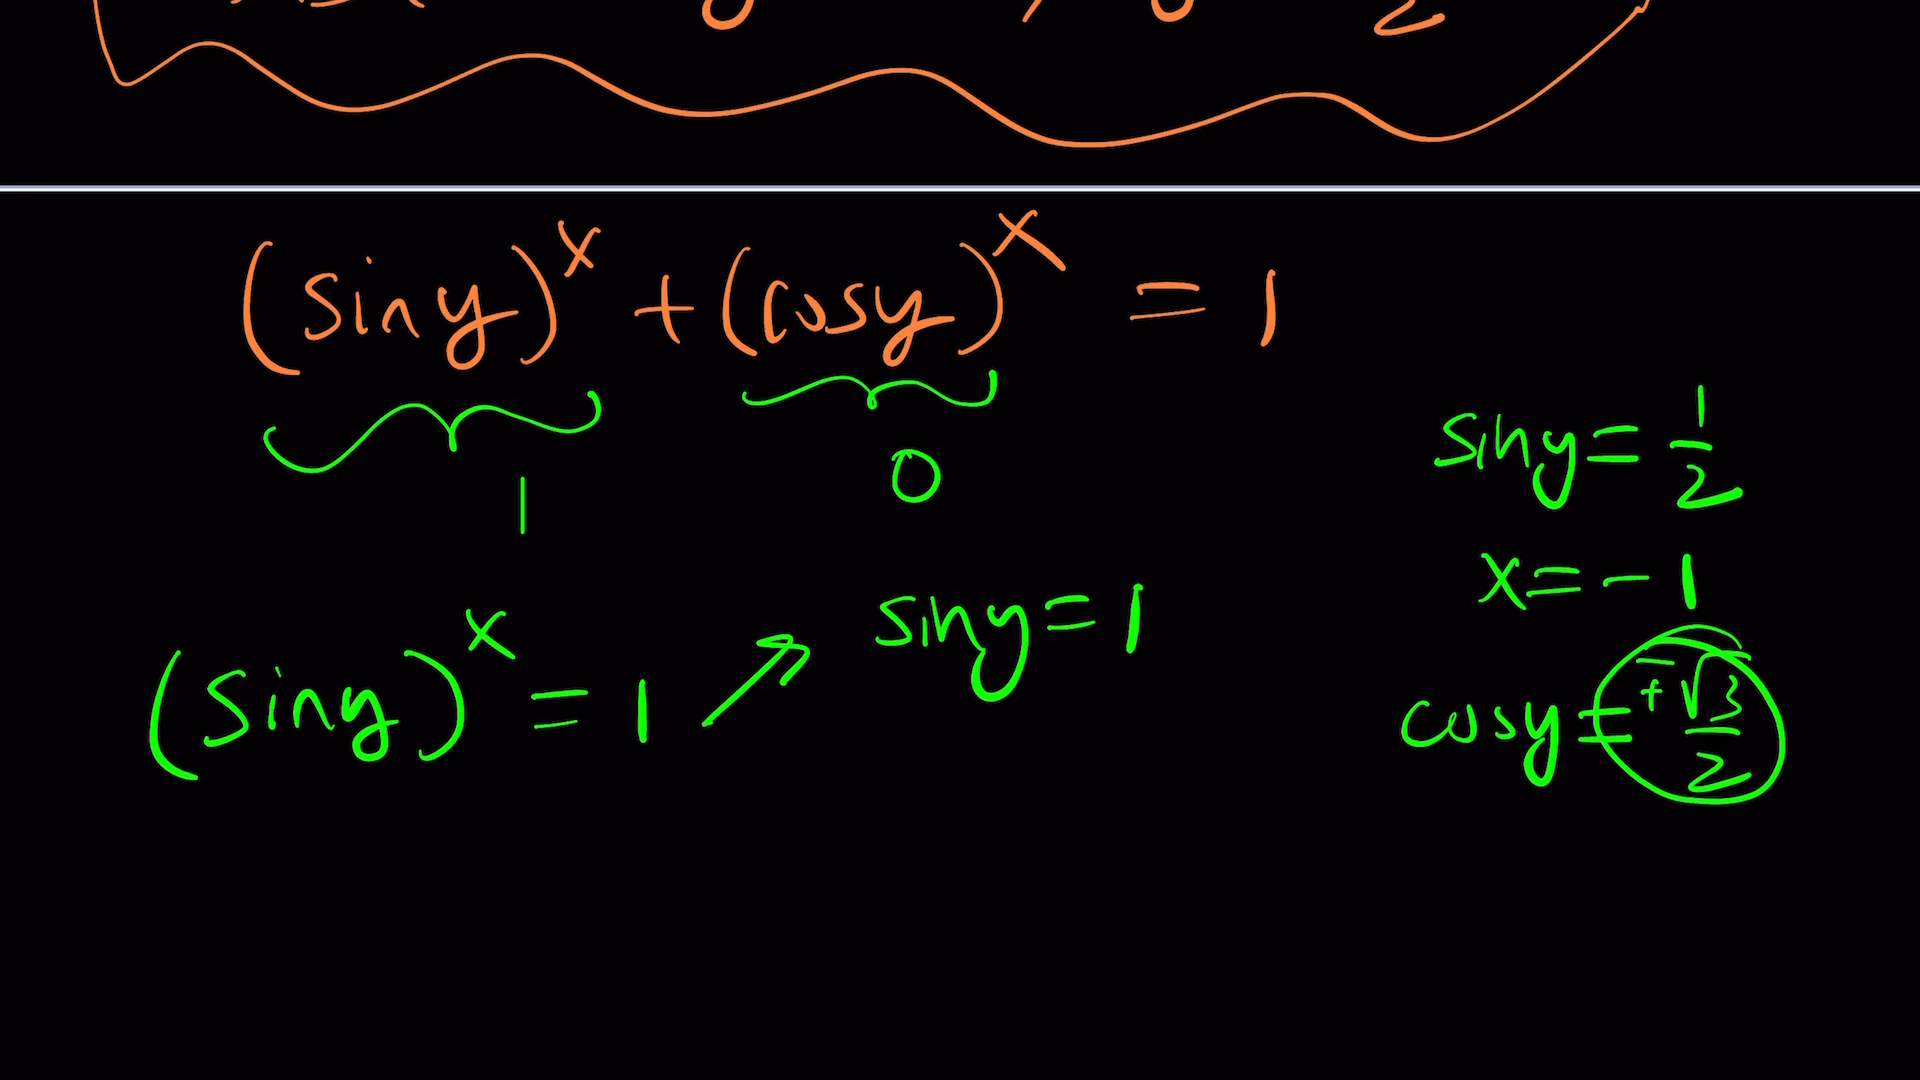 (sin y)^x + (cos y)^x = 1
1
0
sin y = 1/2
x = -1
cos y = ±√3/2
(sin y)^x = 1 ↗ sin y = 1